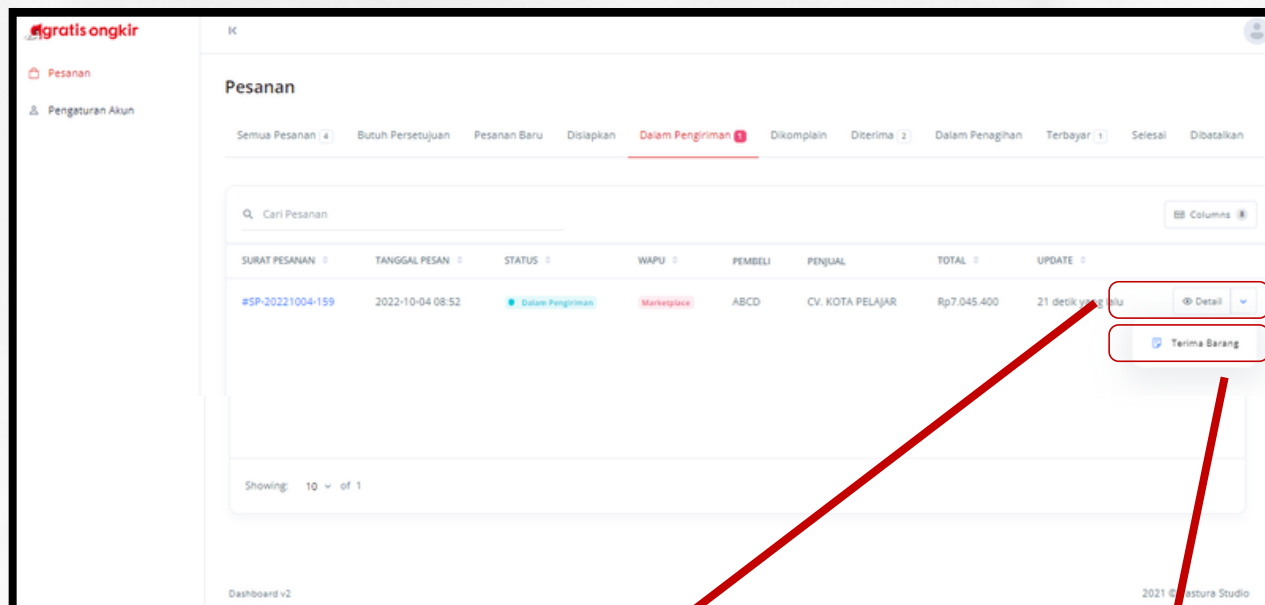 gratis ongkir
Pesanan
Pengaturan Akun
Pesanan
Semua Pesanan 4 Butuh Persetujuan Pesanan Baru Disiapkan Dalam Pengiriman 1 Dikomplain Diterima 2 Dalam Penagihan Terbayar 1 Selesai Dibatalkan
Cari Pesanan
Columns 8
SURAT PESANAN TANGGAL PESAN STATUS WAPU PEMBELI PENJUAL TOTAL UPDATE
#SP-20221004-159 2022-10-04 08:52 Dalam Pengiriman Marketplace ABCD CV. KOTA PELAJAR Rp7.045.400 21 detik yang lalu Detail
Terima Barang
Showing: 10 of 1
Dashboard v2
2021 © Studio